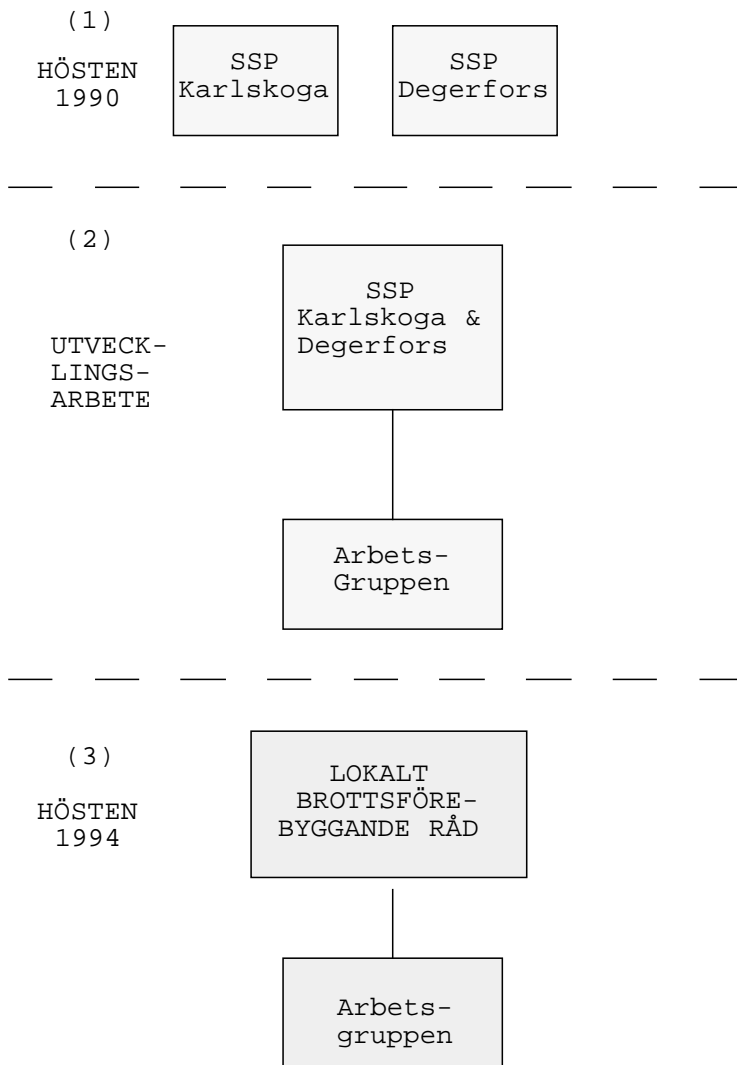 (1)
HÖSTEN
1990
SSP
Karlskoga
SSP
Degerfors
(2)
UTVECK-
LINGS-
ARBETE
SSP
Karlskoga &
Degerfors
Arbets-
Gruppen
(3)
HÖSTEN
1994
LOKALT
BROTTSFÖRE-
BYGGANDE RÅD
Arbets-
gruppen